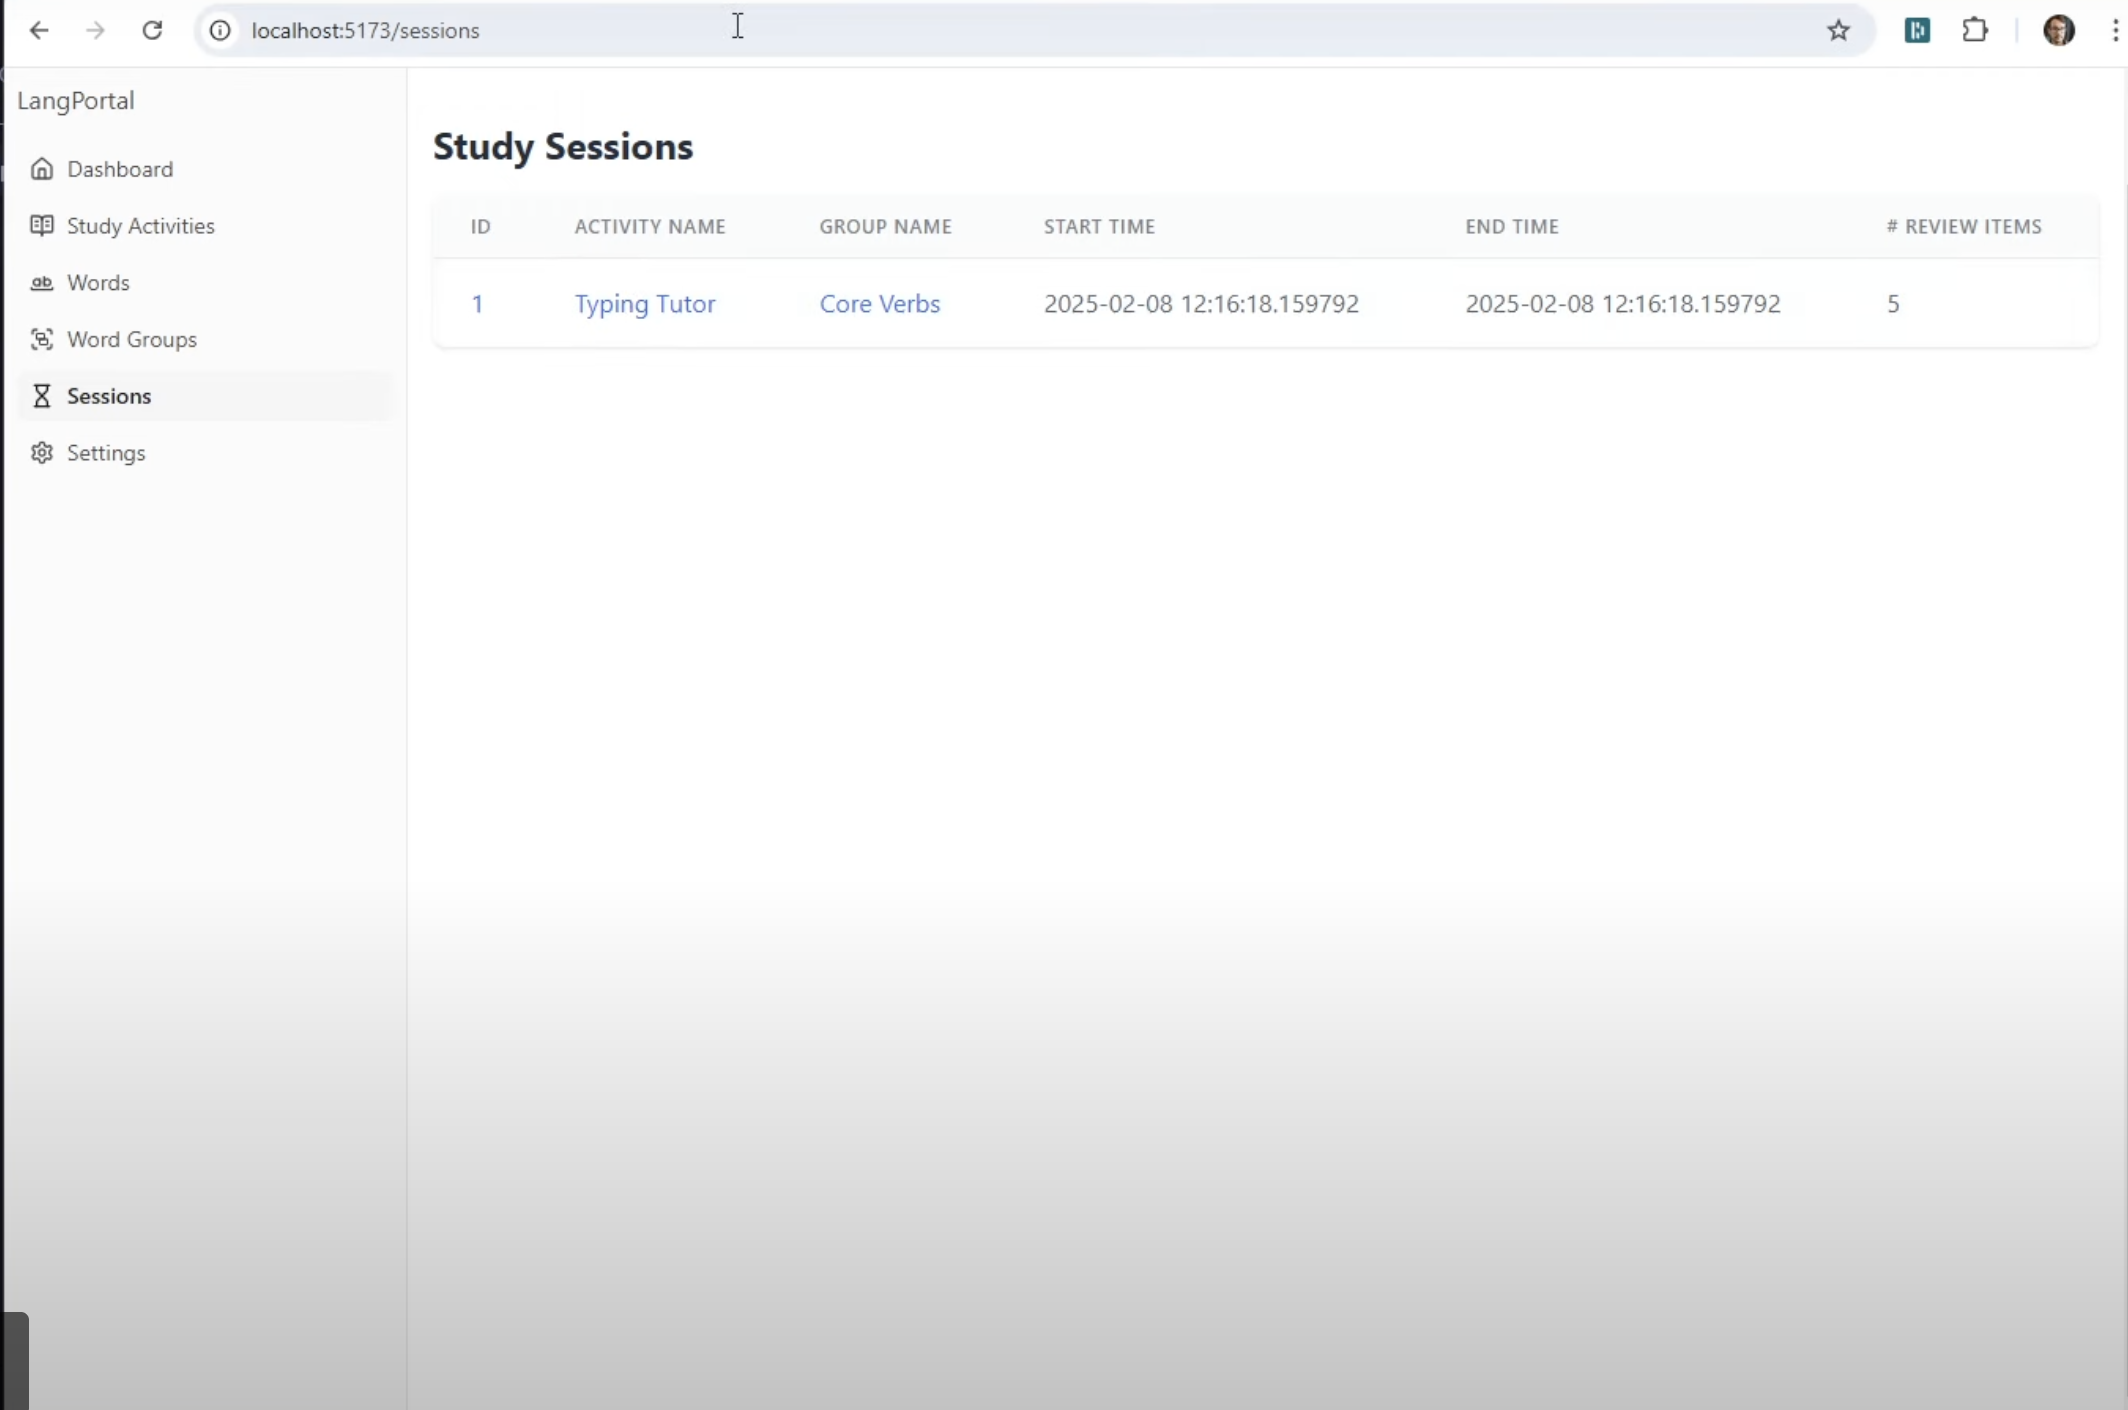 localhost:5173/sessions
LangPortal
Dashboard
Study Activities
Words
Word Groups
Sessions
Settings
Study Sessions
ID ACTIVITY NAME GROUP NAME START TIME END TIME # REVIEW ITEMS
1 Typing Tutor Core Verbs 2025-02-08 12:16:18.159792 2025-02-08 12:16:18.159792 5